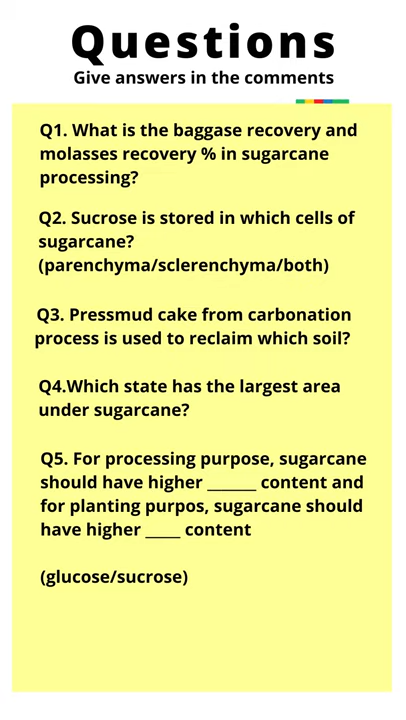 Questions
Give answers in the comments
Q1. What is the baggase recovery and
molasses recovery % in sugarcane
processing?
Q2. Sucrose is stored in which cells of
sugarcane?
(parenchyma/sclerenchyma/both)
Q3. Pressmud cake from carbonation
process is used to reclaim which soil?
Q4.Which state has the largest area
under sugarcane?
Q5. For processing purpose, sugarcane
should have higher _______ content and
for planting purpos, sugarcane should
have higher _____ content
(glucose/sucrose)